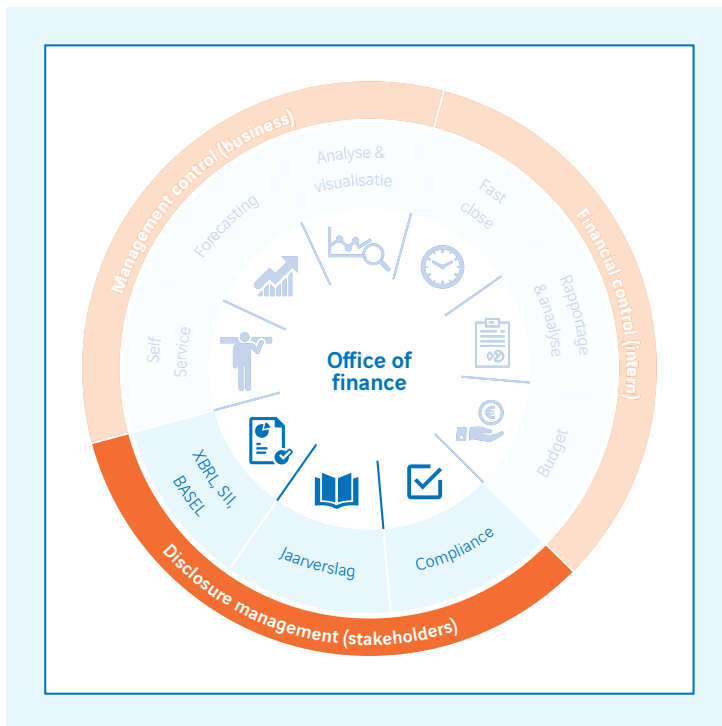 Management control (business)
Financial control (intern)
Disclosure management (stakeholders)
Analyse &
visualisatie
Fast
close
Rapportage
& anaalyse
Budget
Compliance
Jaarverslag
XBRL, SII,
BASEL
Self
Service
Forecasting
Office of
finance